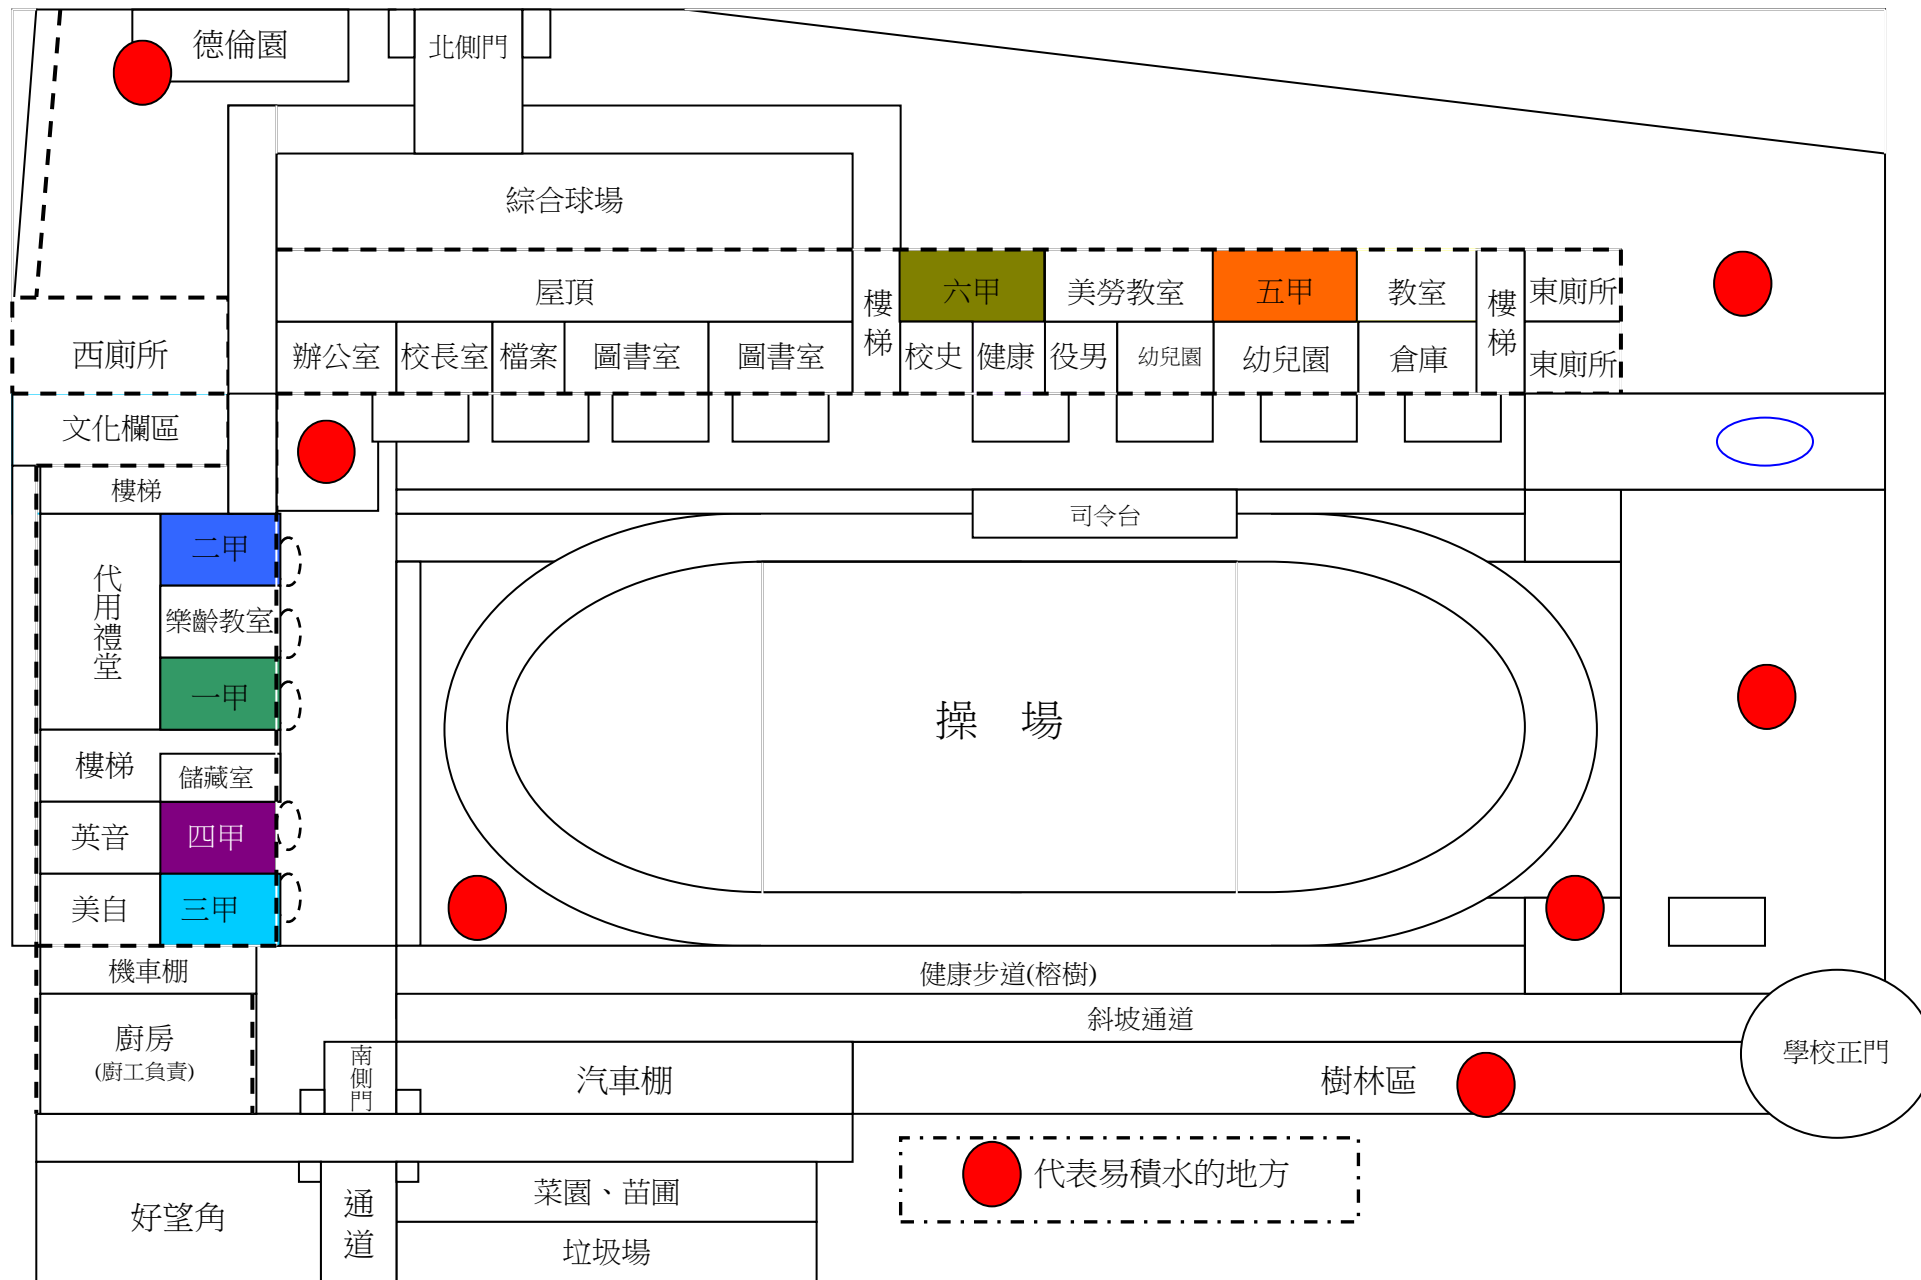 德倫園
北側門
綜合球場
屋頂
樓梯
六甲
美勞教室
五甲
教室
樓梯
東廁所
西廁所
辦公室
校長室
檔案
圖書室
圖書室
校史
健康
役男
幼兒園
幼兒園
倉庫
東廁所
文化欄區
樓梯
司令台
二甲
代用禮堂
樂齡教室
一甲
操 場
樓梯
儲藏室
英音
四甲
美自
三甲
機車棚
健康步道(榕樹)
斜坡通道
廚房
(廚工負責)
南側門
汽車棚
樹林區
學校正門
代表易積水的地方
好望角
通道
菜園、苗圃
垃圾場